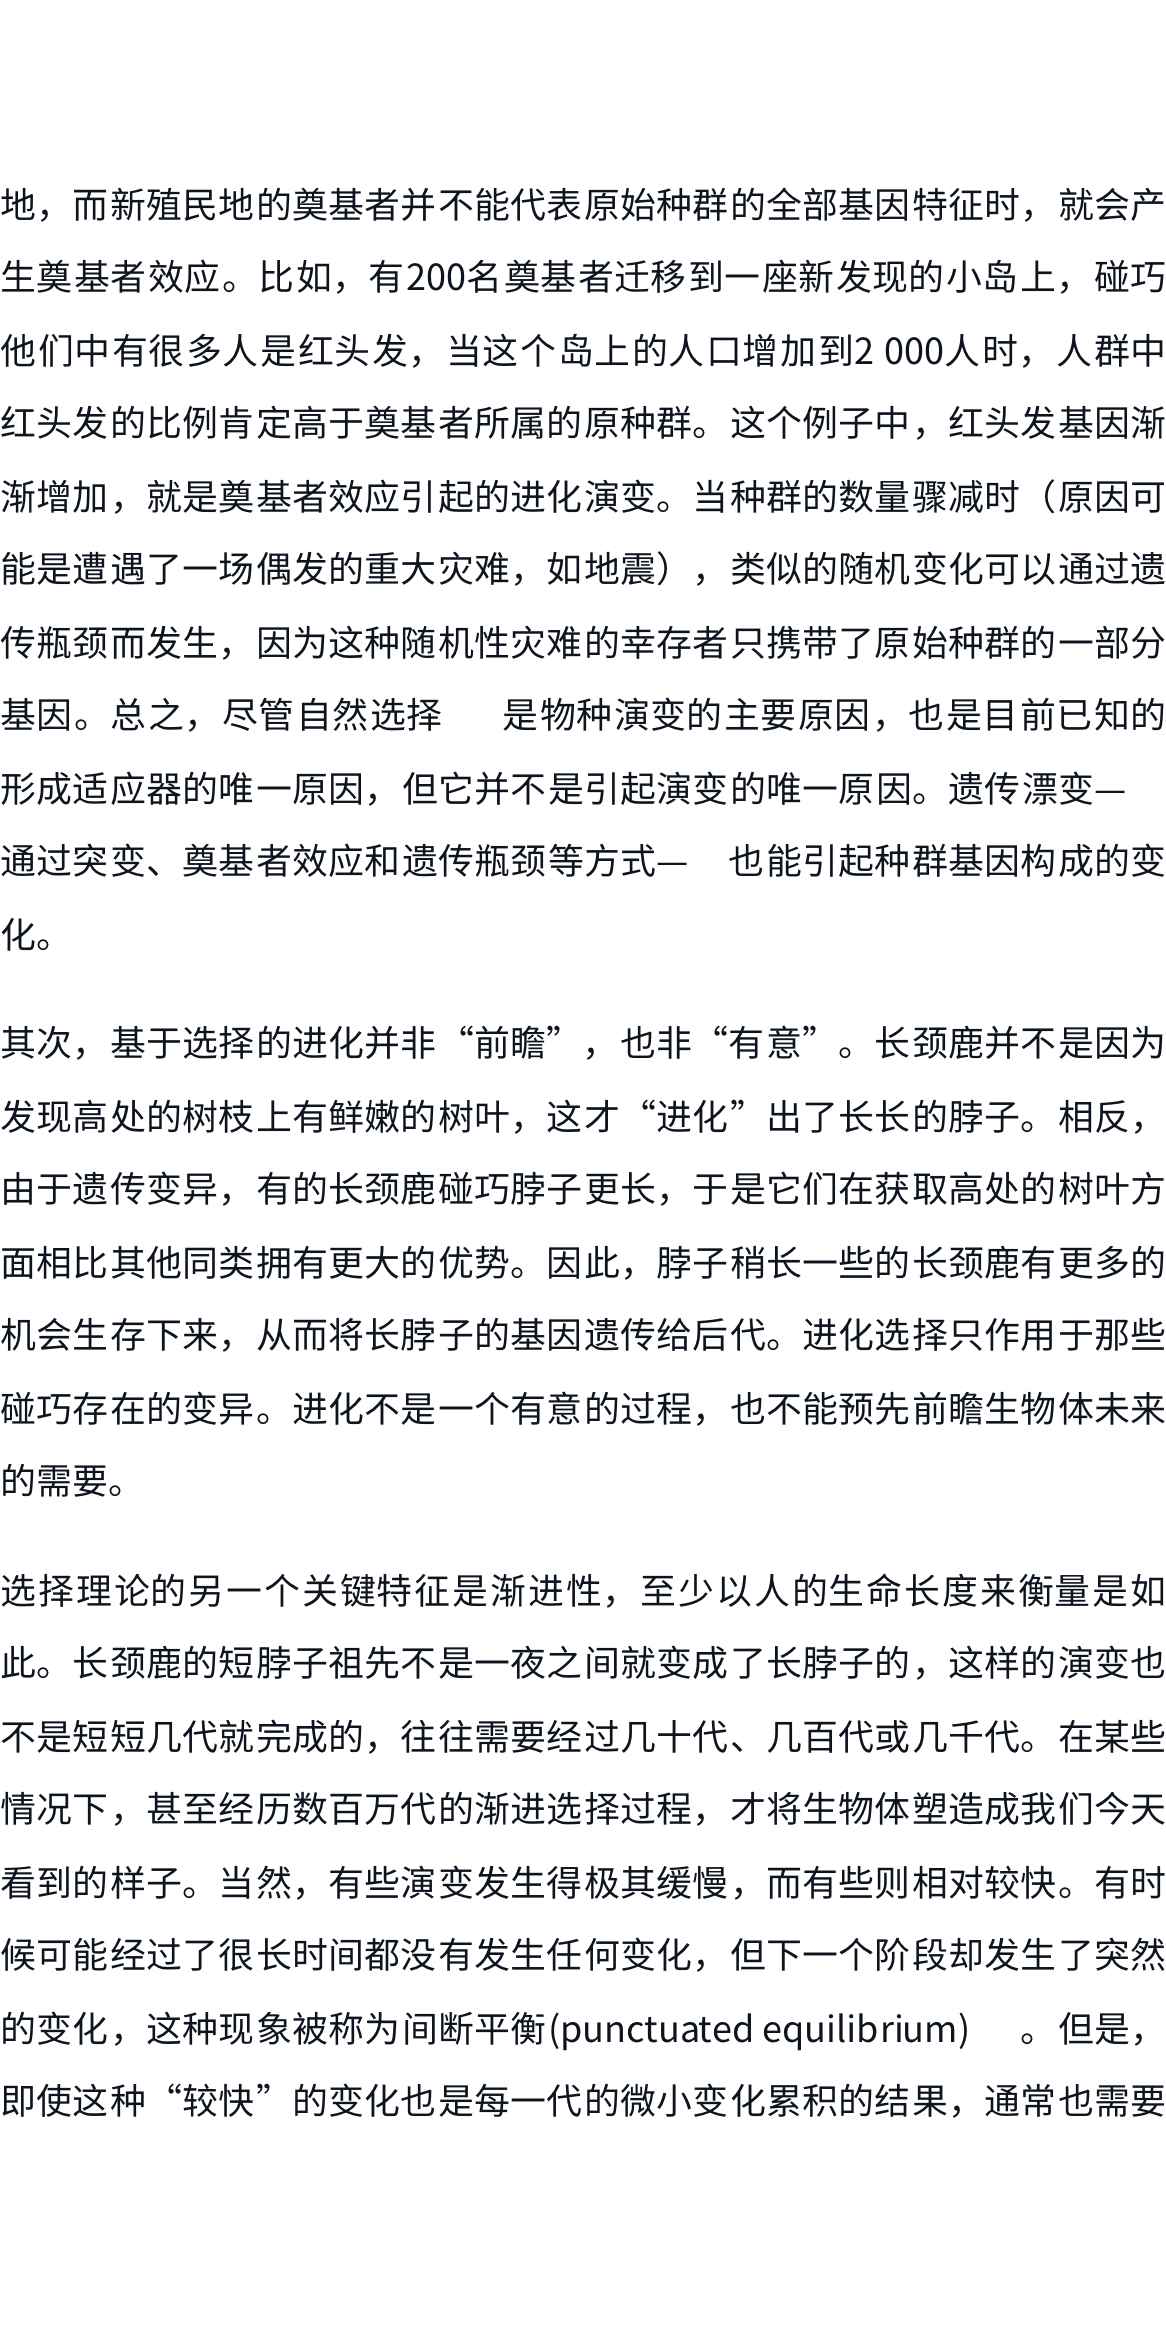 地，而新殖民地的奠基者并不能代表原始种群的全部基因特征时，就会产
生奠基者效应。比如，有200名奠基者迁移到一座新发现的小岛上，碰巧
他们中有很多人是红头发，当这个岛上的人口增加到2 000人时，人群中
红头发的比例肯定高于奠基者所属的原种群。这个例子中，红头发基因渐
渐增加，就是奠基者效应引起的进化演变。当种群的数量骤减时（原因可
能是遭遇了一场偶发的重大灾难，如地震），类似的随机变化可以通过遗
传瓶颈而发生，因为这种随机性灾难的幸存者只携带了原始种群的一部分
基因。总之，尽管自然选择 是物种演变的主要原因，也是目前已知的
形成适应器的唯一原因，但它并不是引起演变的唯一原因。遗传漂变—
通过突变、奠基者效应和遗传瓶颈等方式— 也能引起种群基因构成的变
化。
其次，基于选择的进化并非“前瞻”，也非“有意”。长颈鹿并不是因为
发现高处的树枝上有鲜嫩的树叶，这才“进化”出了长长的脖子。相反，
由于遗传变异，有的长颈鹿碰巧脖子更长，于是它们在获取高处的树叶方
面相比其他同类拥有更大的优势。因此，脖子稍长一些的长颈鹿有更多的
机会生存下来，从而将长脖子的基因遗传给后代。进化选择只作用于那些
碰巧存在的变异。进化不是一个有意的过程，也不能预先前瞻生物体未来
的需要。
选择理论的另一个关键特征是渐进性，至少以人的生命长度来衡量是如
此。长颈鹿的短脖子祖先不是一夜之间就变成了长脖子的，这样的演变也
不是短短几代就完成的，往往需要经过几十代、几百代或几千代。在某些
情况下，甚至经历数百万代的渐进选择过程，才将生物体塑造成我们今天
看到的样子。当然，有些演变发生得极其缓慢，而有些则相对较快。有时
候可能经过了很长时间都没有发生任何变化，但下一个阶段却发生了突然
的变化，这种现象被称为间断平衡(punctuated equilibrium) 。但是，
即使这种“较快”的变化也是每一代的微小变化累积的结果，通常也需要